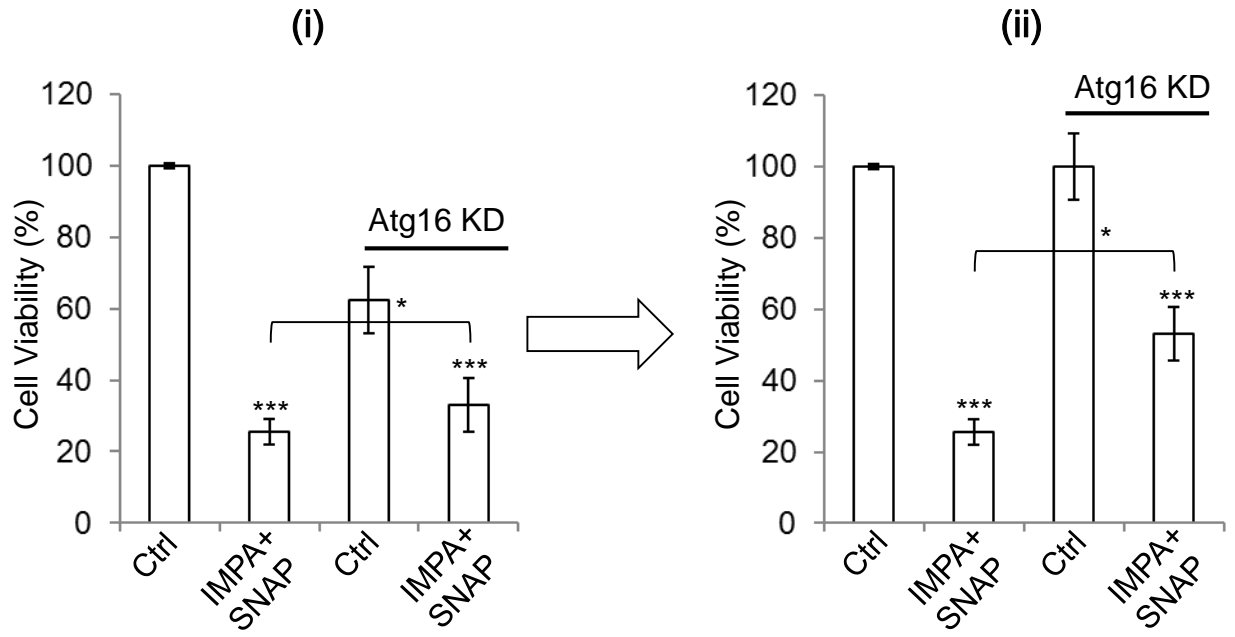 (i)
120
100
80
60
40
20
0
Cell Viability (%)
Atg16 KD
*
***
***
Ctrl
IMPA+
SNAP
Ctrl
IMPA+
SNAP
(ii)
120
100
80
60
40
20
0
Cell Viability (%)
Atg16 KD
*
***
***
Ctrl
IMPA+
SNAP
Ctrl
IMPA+
SNAP